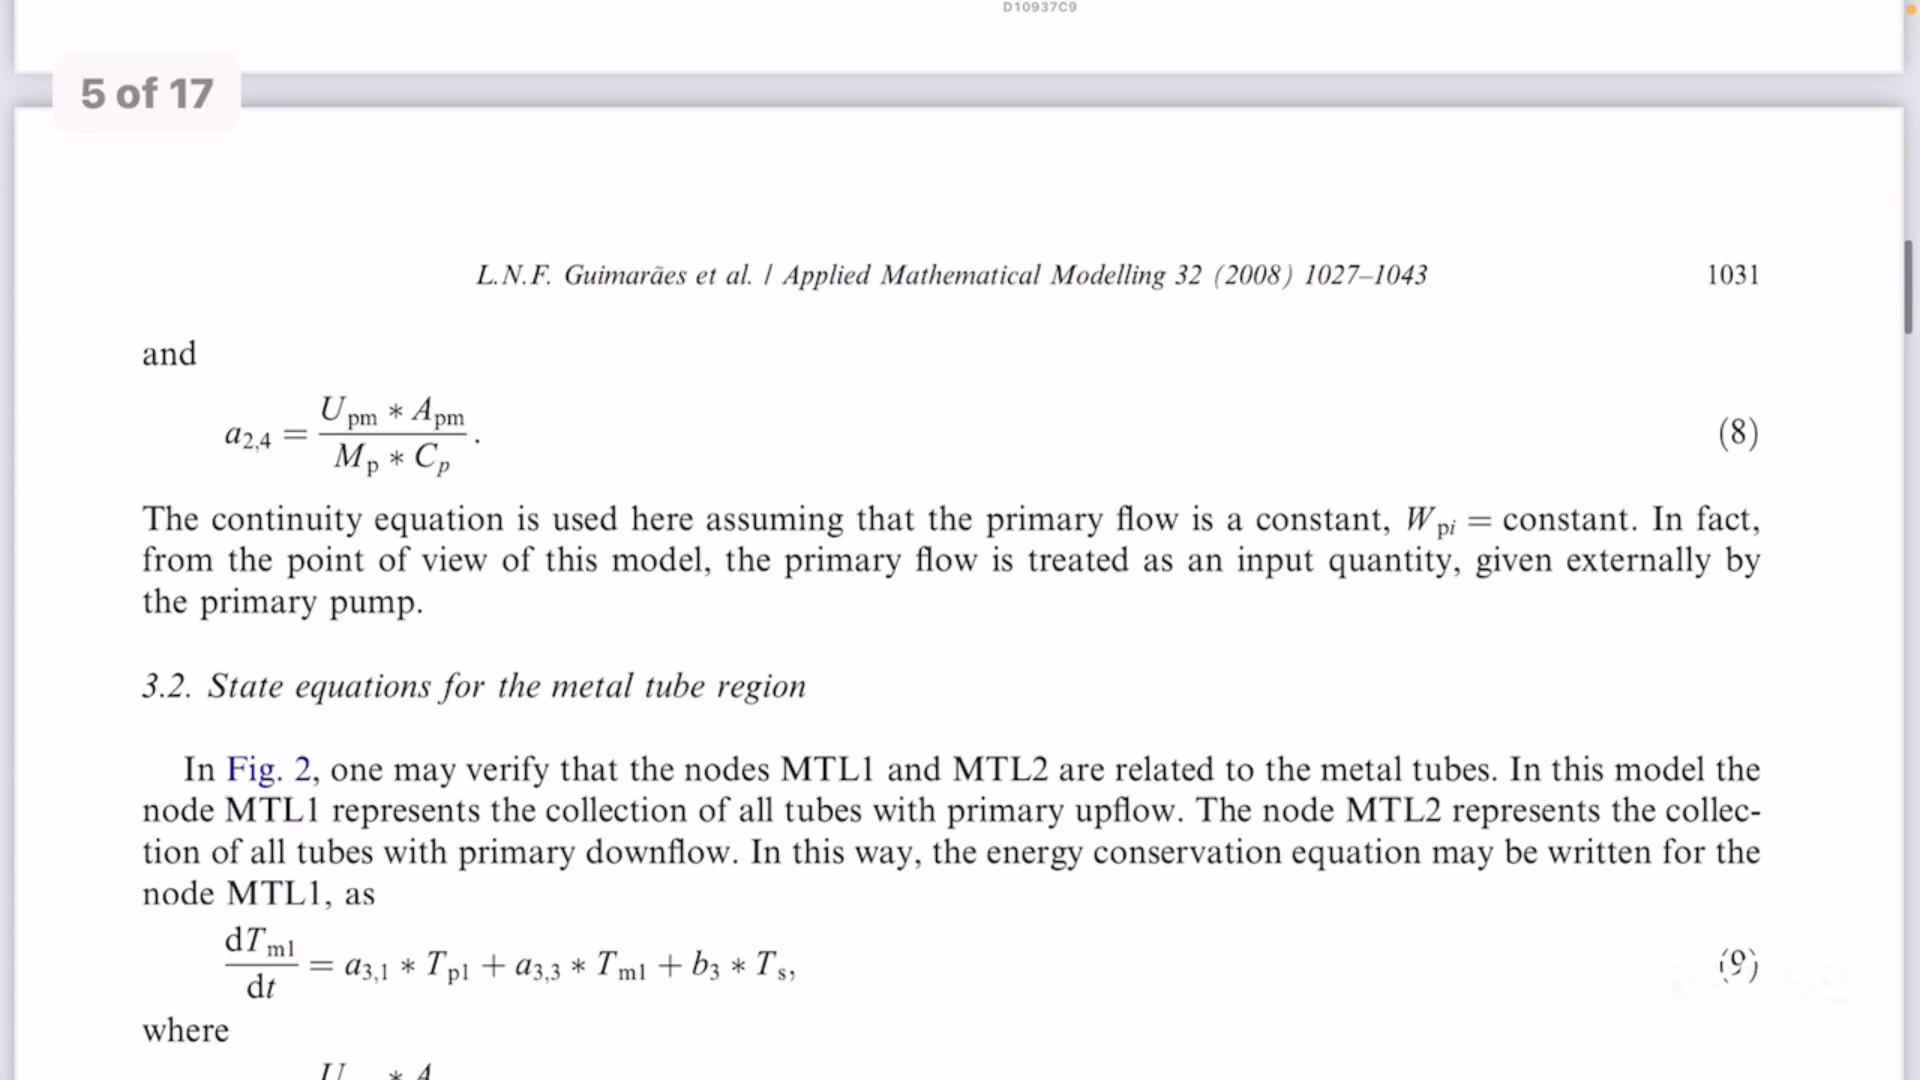 D10937C9
5 of 17
L.N.F. Guimarães et al. / Applied Mathematical Modelling 32 (2008) 1027–1043 1031
and
a2,4 = Upm * Apm / Mp * Cp . (8)
The continuity equation is used here assuming that the primary flow is a constant, Wpi = constant. In fact,
from the point of view of this model, the primary flow is treated as an input quantity, given externally by
the primary pump.
3.2. State equations for the metal tube region
In Fig. 2, one may verify that the nodes MTL1 and MTL2 are related to the metal tubes. In this model the
node MTL1 represents the collection of all tubes with primary upflow. The node MTL2 represents the collec-
tion of all tubes with primary downflow. In this way, the energy conservation equation may be written for the
node MTL1, as
dTm1/dt = a3,1 * Tp1 + a3,3 * Tm1 + b3 * Ts, (9)
where